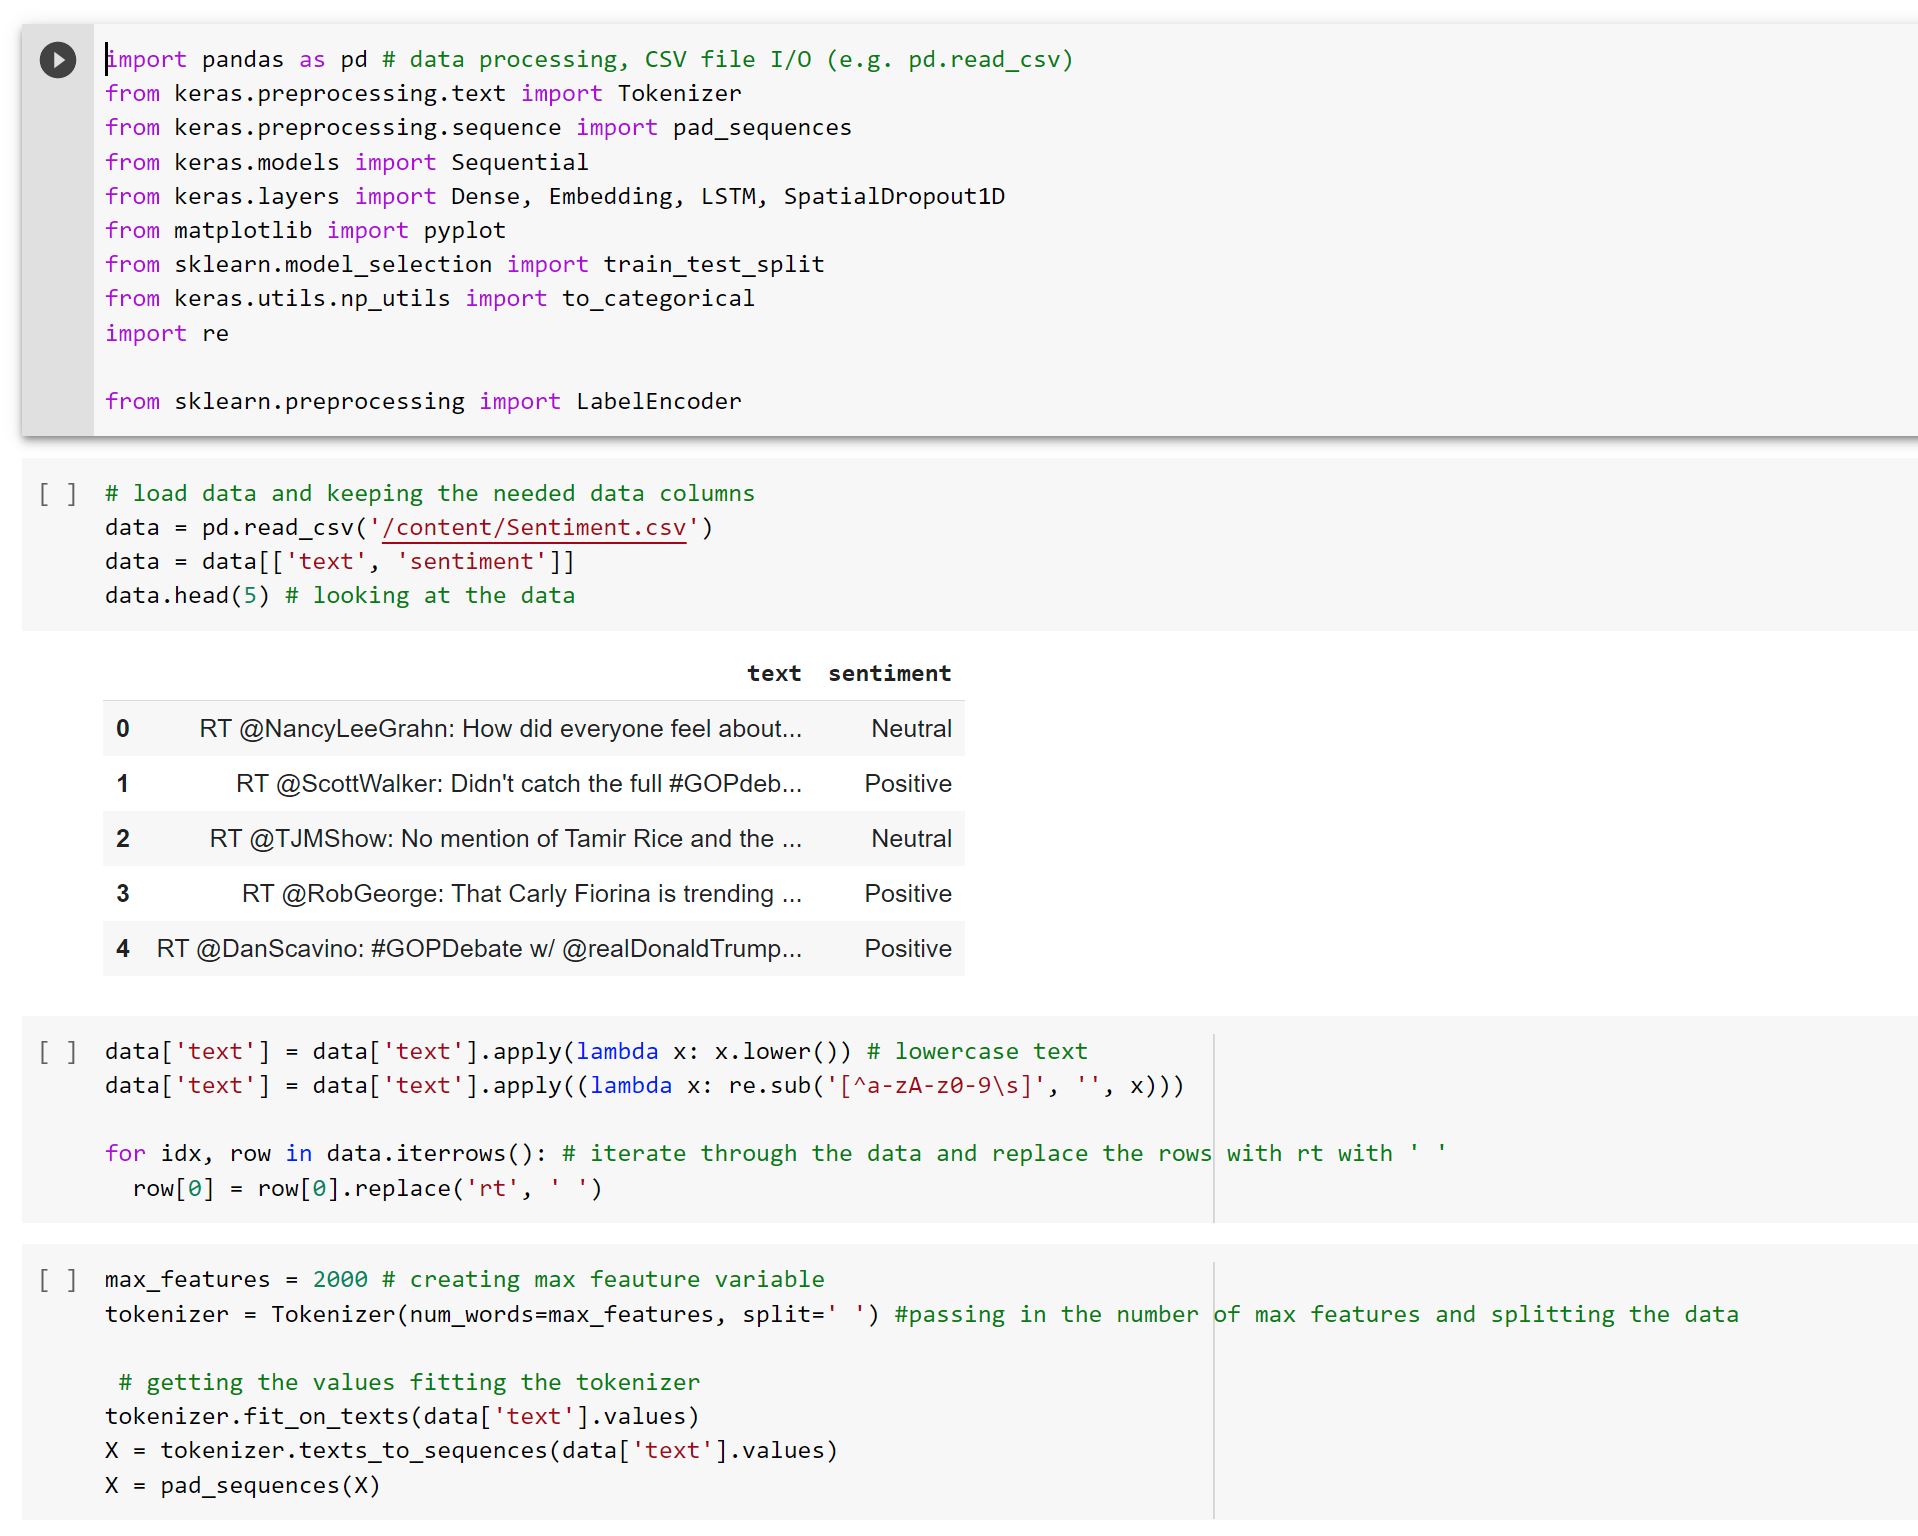 import pandas as pd # data processing, CSV file I/O (e.g. pd.read_csv)
from keras.preprocessing.text import Tokenizer
from keras.preprocessing.sequence import pad_sequences
from keras.models import Sequential
from keras.layers import Dense, Embedding, LSTM, SpatialDropout1D
from matplotlib import pyplot
from sklearn.model_selection import train_test_split
from keras.utils.np_utils import to_categorical
import re
from sklearn.preprocessing import LabelEncoder
[ ] # load data and keeping the needed data columns
data = pd.read_csv('/content/Sentiment.csv')
data = data[['text', 'sentiment']]
data.head(5) # looking at the data
text sentiment
0 RT @NancyLeeGrahn: How did everyone feel about... Neutral
1 RT @ScottWalker: Didn't catch the full #GOPdeb... Positive
2 RT @TJMShow: No mention of Tamir Rice and the ... Neutral
3 RT @RobGeorge: That Carly Fiorina is trending ... Positive
4 RT @DanScavino: #GOPDebate w/ @realDonaldTrump... Positive
[ ] data['text'] = data['text'].apply(lambda x: x.lower()) # lowercase text
data['text'] = data['text'].apply((lambda x: re.sub('[^a-zA-z0-9\s]', '', x)))
for idx, row in data.iterrows(): # iterate through the data and replace the rows with rt with ' '
  row[0] = row[0].replace('rt', ' ')
[ ] max_features = 2000 # creating max feauture variable
tokenizer = Tokenizer(num_words=max_features, split=' ') #passing in the number of max features and splitting the data
 # getting the values fitting the tokenizer
tokenizer.fit_on_texts(data['text'].values)
X = tokenizer.texts_to_sequences(data['text'].values)
X = pad_sequences(X)